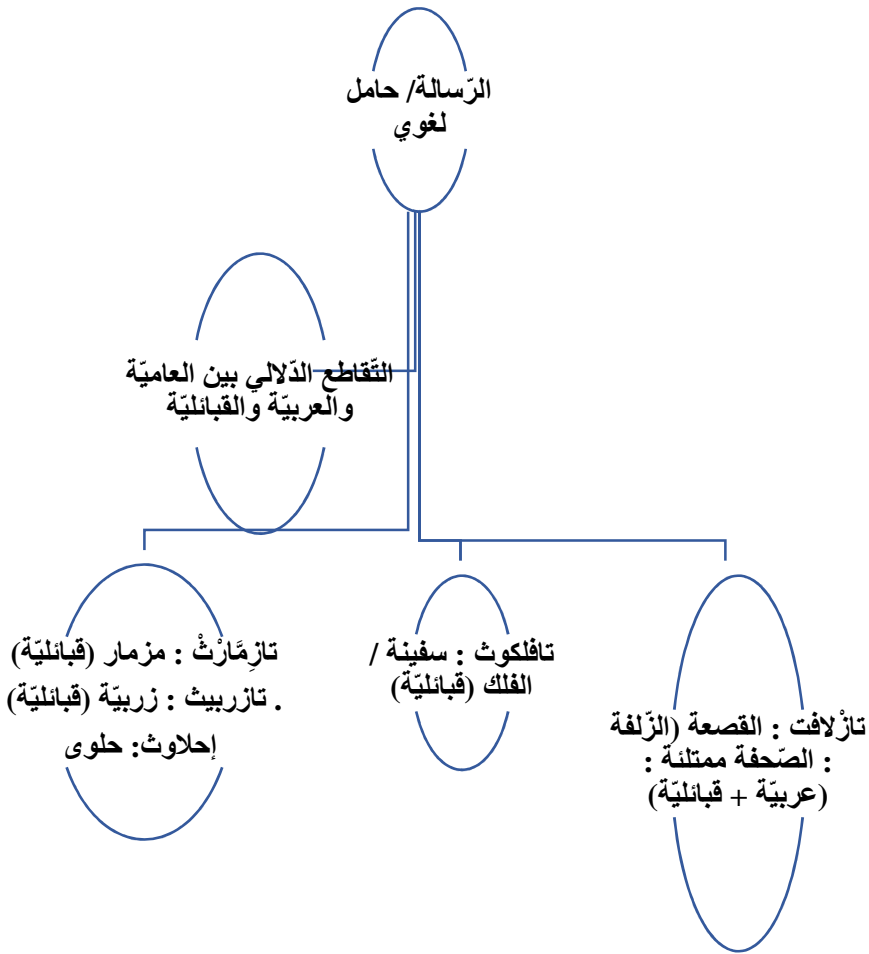 الرّسالة/ حامل
لغوي
التّقاطع الدّلالي بين العاميّة
والعربيّة والقبائليّة
تازْلافت : القصعة (الزّلفة
: الصّحفة ممتلئة :
(عربيّة + قبائليّة)
تافلكوث : سفينة /
الفلك (قبائليّة)
تازِمَّارْثْ : مزمار (قبائليّة)
. تازربيث : زربيّة (قبائليّة)
إحلاوث: حلوى